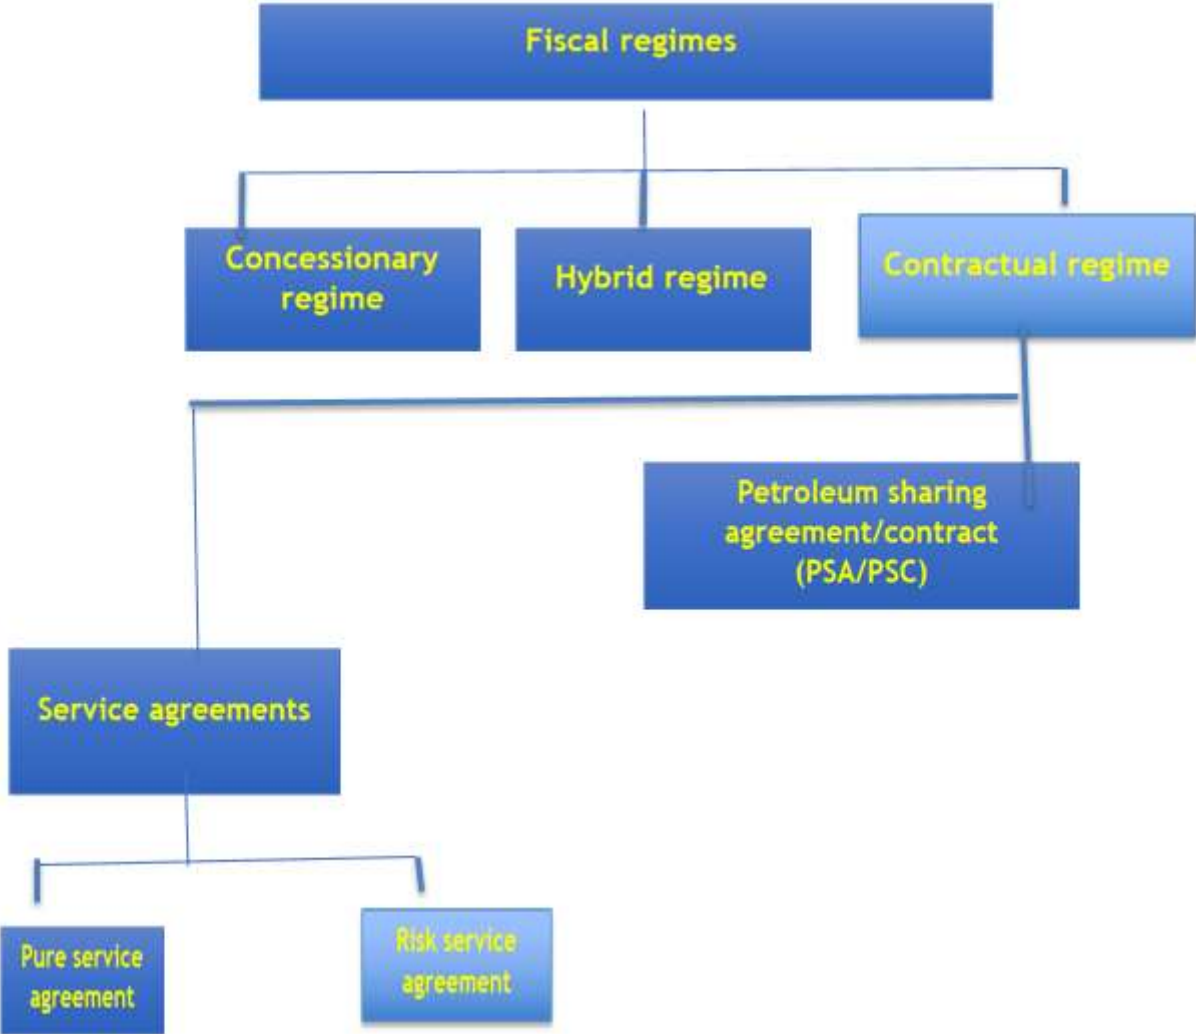 Fiscal regimes
Concessionary
regime
Hybrid regime
Contractual regime
Petroleum sharing
agreement/contract
(PSA/PSC)
Service agreements
Pure service
agreement
Risk service
agreement